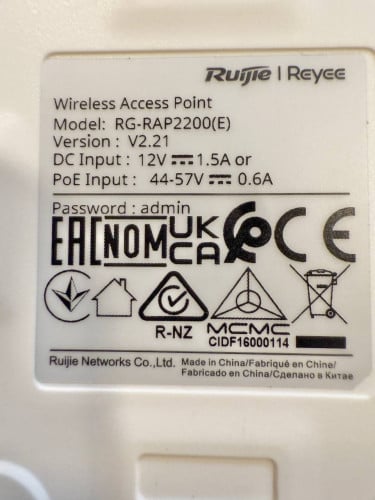 Ruijie | Reyee
Wireless Access Point
Model: RG-RAP2200(E)
Version : V2.21
DC Input : 12V 1.5A or
PoE Input : 44-57V 0.6A
Password : admin
EAC NOM UK CA CE
R-NZ
MCMC
CIDF16000114
Ruijie Networks Co.,Ltd. Made in China/Fabriqué en Chine/
Fabricado en China/Сделано в Китае